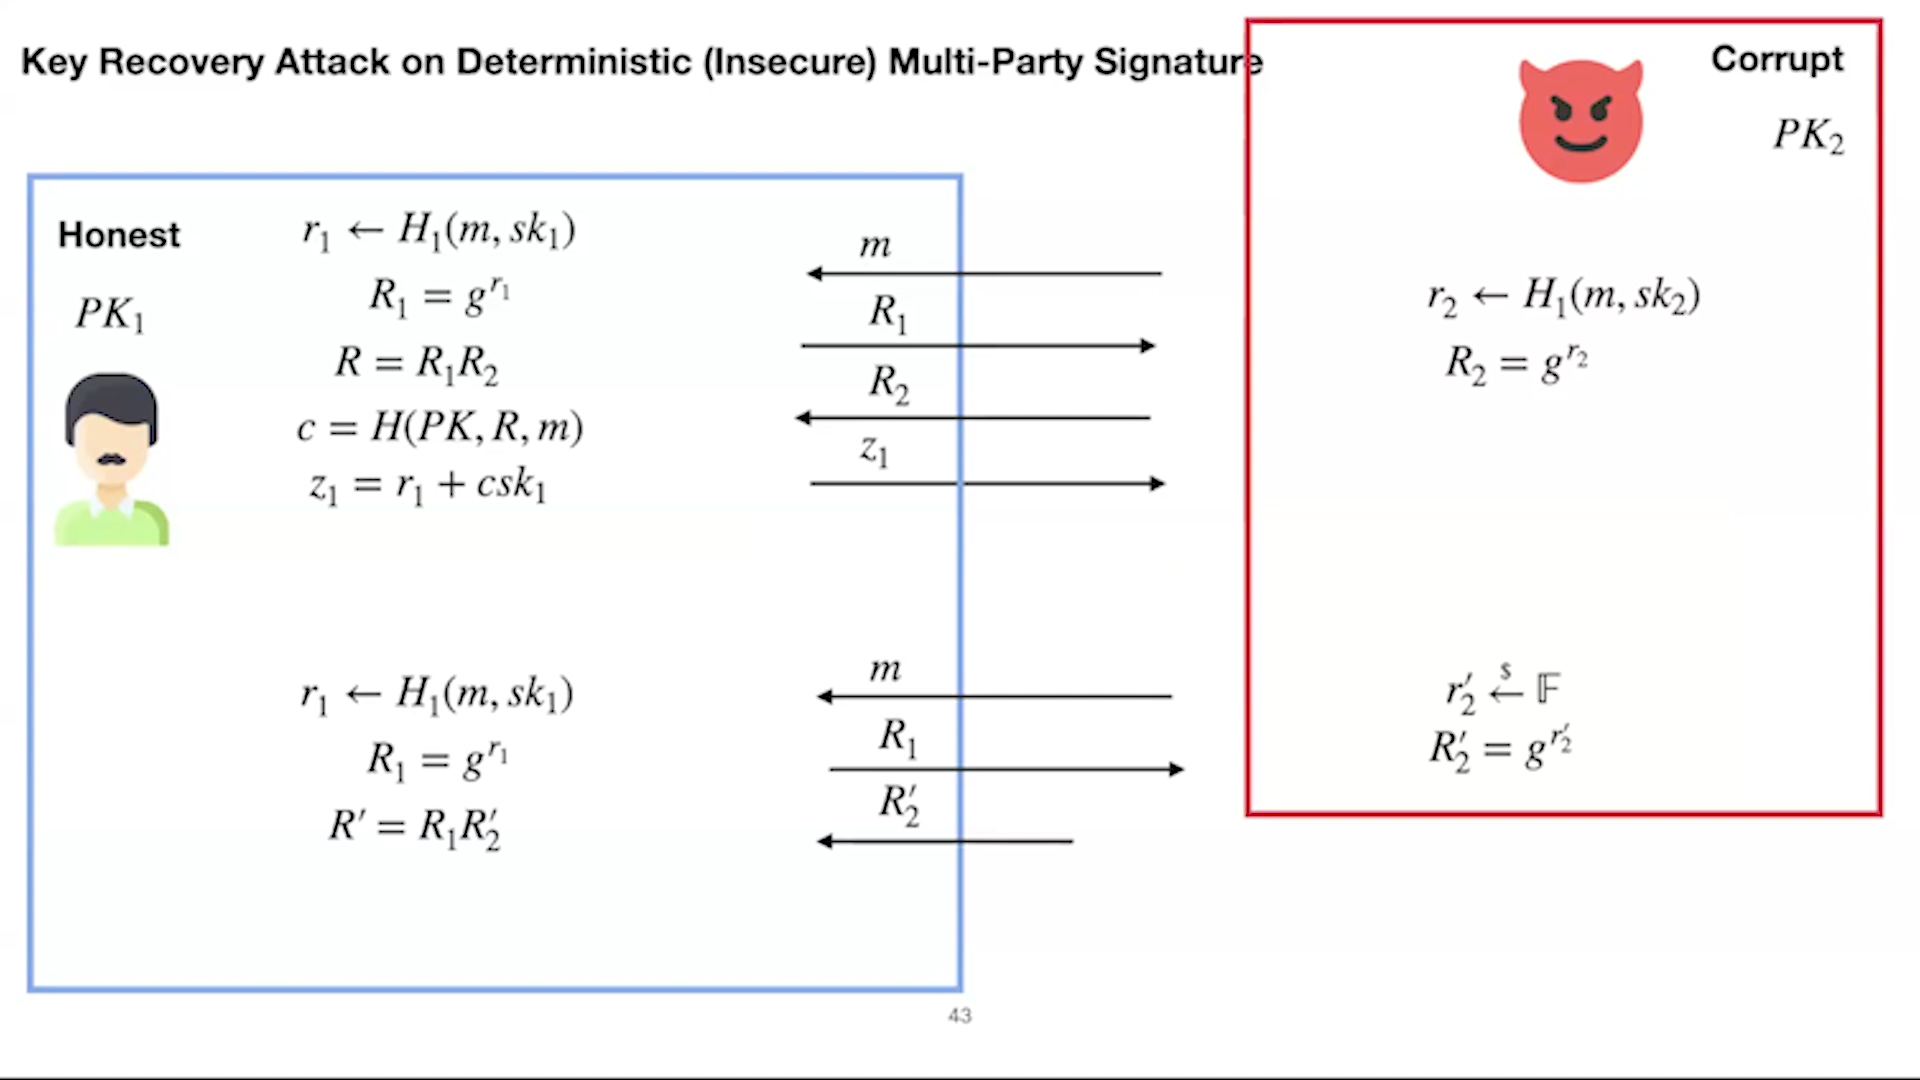 Key Recovery Attack on Deterministic (Insecure) Multi-Party Signature
Corrupt
PK₂
Honest
PK₁
r₁ ← H₁(m, sk₁)
R₁ = g^{r₁}
R = R₁R₂
c = H(PK, R, m)
z₁ = r₁ + csk₁
m
R₁
R₂
z₁
r₂ ← H₁(m, sk₂)
R₂ = g^{r₂}
r₁ ← H₁(m, sk₁)
R₁ = g^{r₁}
R′ = R₁R₂′
m
R₁
R₂′
r₂′ ←$ 𝔽
R₂′ = g^{r₂′}
43